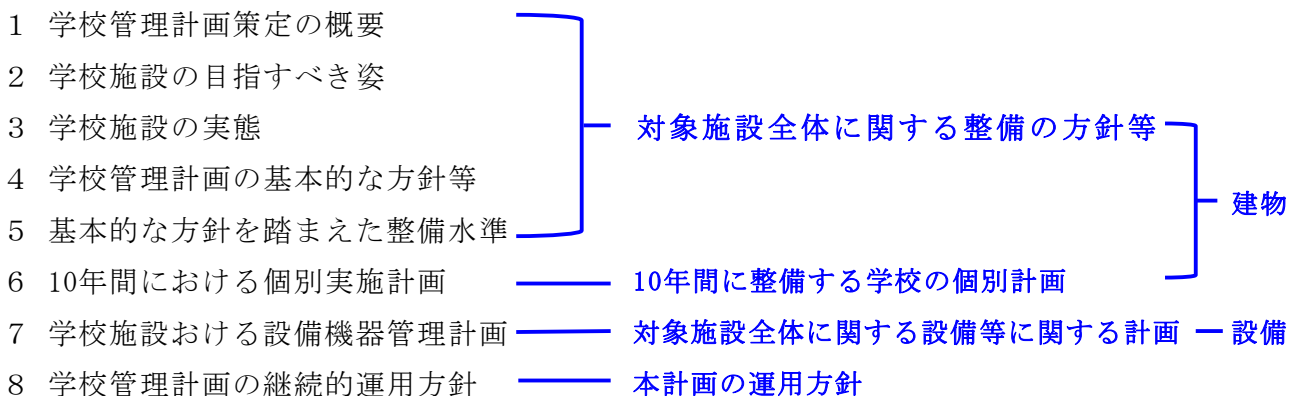 1 学校管理計画策定の概要
2 学校施設の目指すべき姿
3 学校施設の実態 対象施設全体に関する整備の方針等
4 学校管理計画の基本的な方針等
建物
5 基本的な方針を踏まえた整備水準
6 10年間における個別実施計画 10年間に整備する学校の個別計画
7 学校施設おける設備機器管理計画 対象施設全体に関する設備等に関する計画 設備
8 学校管理計画の継続的運用方針 本計画の運用方針